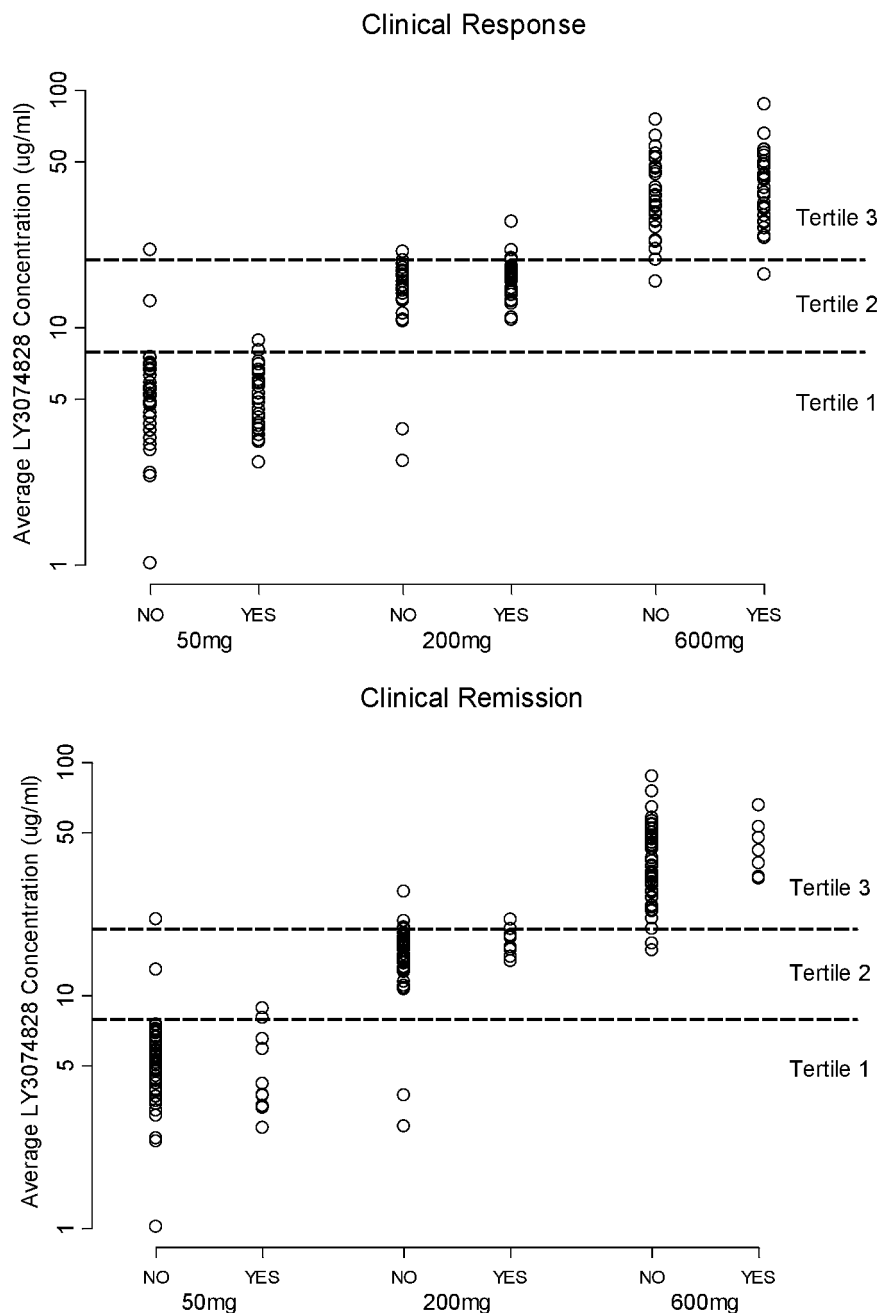 Clinical Response
Average LY3074828 Concentration (ug/ml)
100
50
10
5
1
Tertile 3
Tertile 2
Tertile 1
NO YES NO YES NO YES
50mg 200mg 600mg
Clinical Remission
Average LY3074828 Concentration (ug/ml)
100
50
10
5
1
Tertile 3
Tertile 2
Tertile 1
NO YES NO YES NO YES
50mg 200mg 600mg